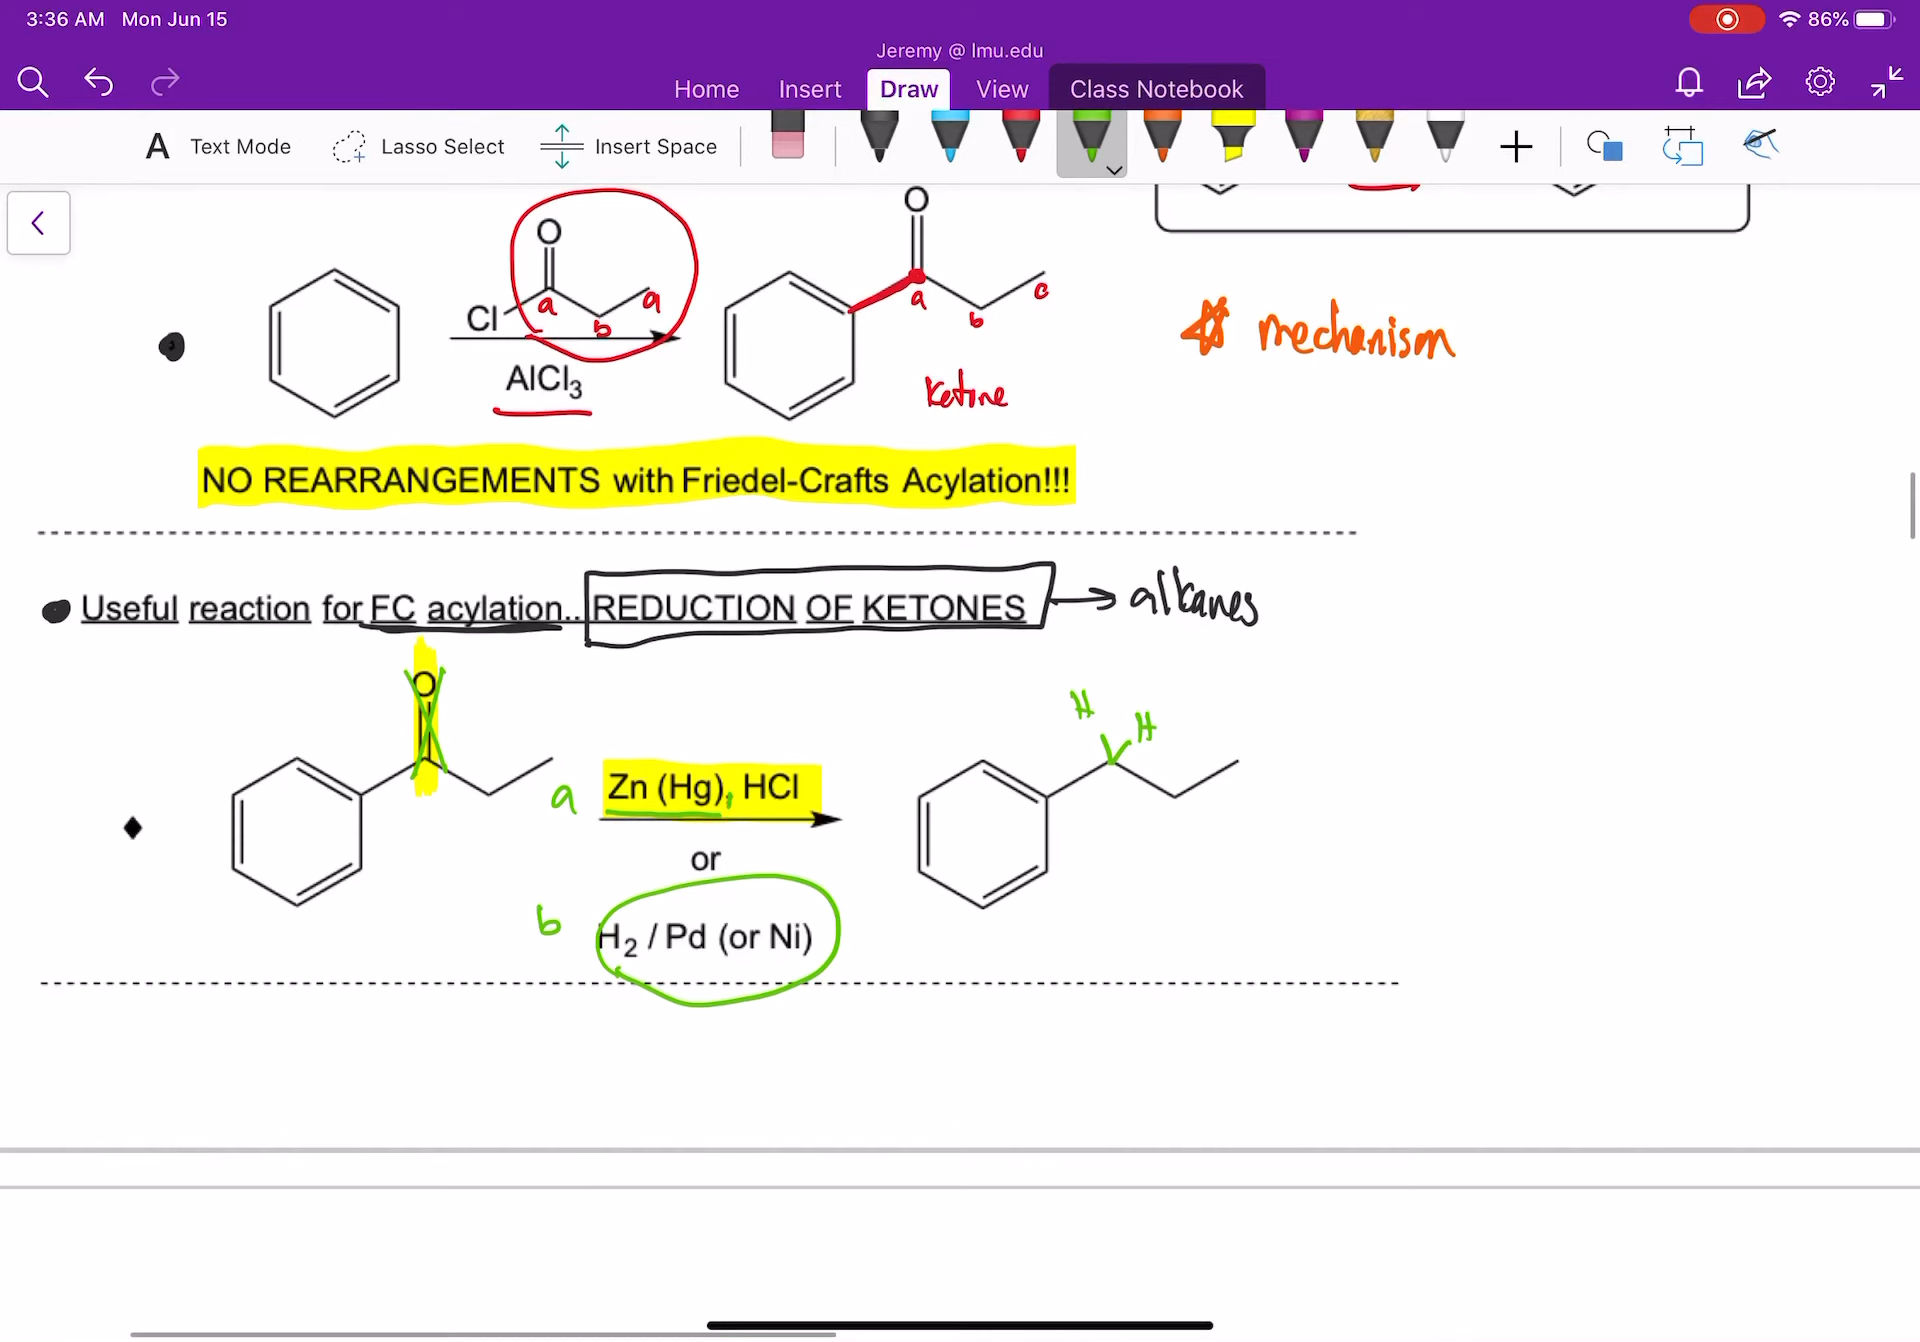 3:36 AM Mon Jun 15
86%
Jeremy @ lmu.edu
Home Insert Draw View Class Notebook
A Text Mode Lasso Select Insert Space
O
O
Cl
a
b
a
a
b
c
AlCl3
ketone
mechanism
NO REARRANGEMENTS with Friedel-Crafts Acylation!!!
Useful reaction for FC acylation... REDUCTION OF KETONES → alkanes
O
H
H
a Zn (Hg), HCl
or
b H2 / Pd (or Ni)